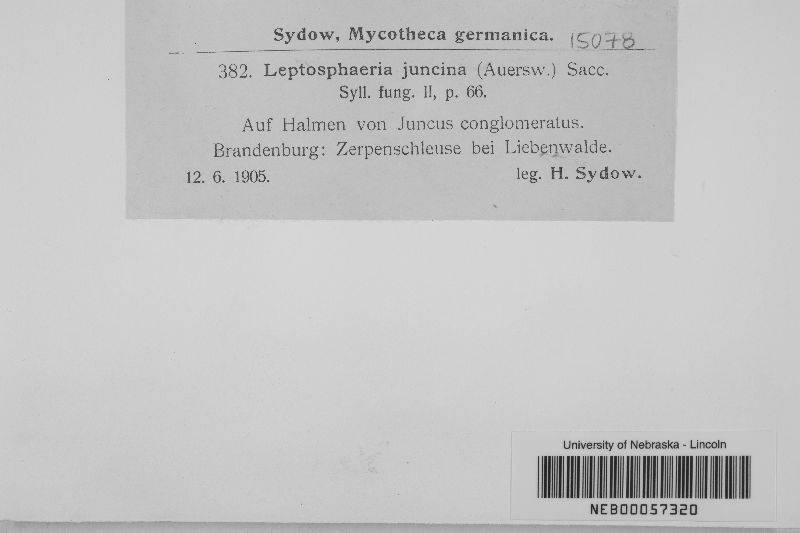 Sydow, Mycotheca germanica. 15078
382. Leptosphaeria juncina (Auersw.) Sacc.
Syll. fung. II, p. 66.
Auf Halmen von Juncus conglomeratus.
Brandenburg: Zerpenschleuse bei Liebenwalde.
12. 6. 1905. leg. H. Sydow.
University of Nebraska - Lincoln
NEB00057320